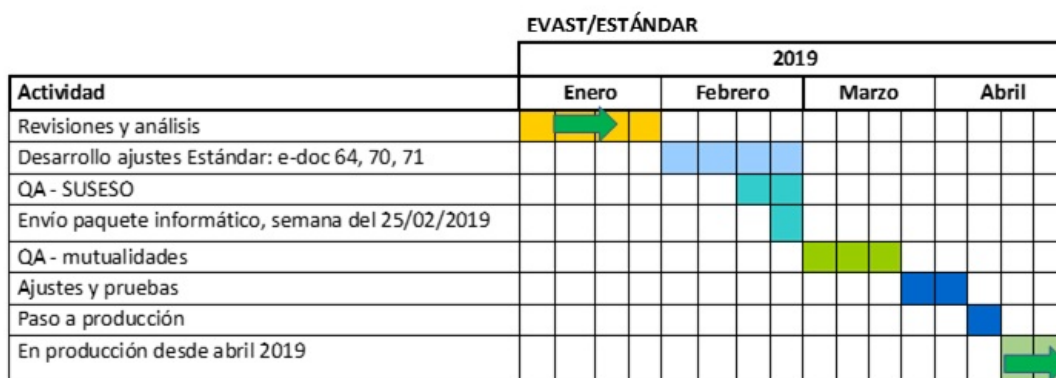 EVAST/ESTÁNDAR
2019
Actividad Enero Febrero Marzo Abril
Revisiones y análisis
Desarrollo ajustes Estándar: e-doc 64, 70, 71
QA - SUSESO
Envío paquete informático, semana del 25/02/2019
QA - mutualidades
Ajustes y pruebas
Paso a producción
En producción desde abril 2019